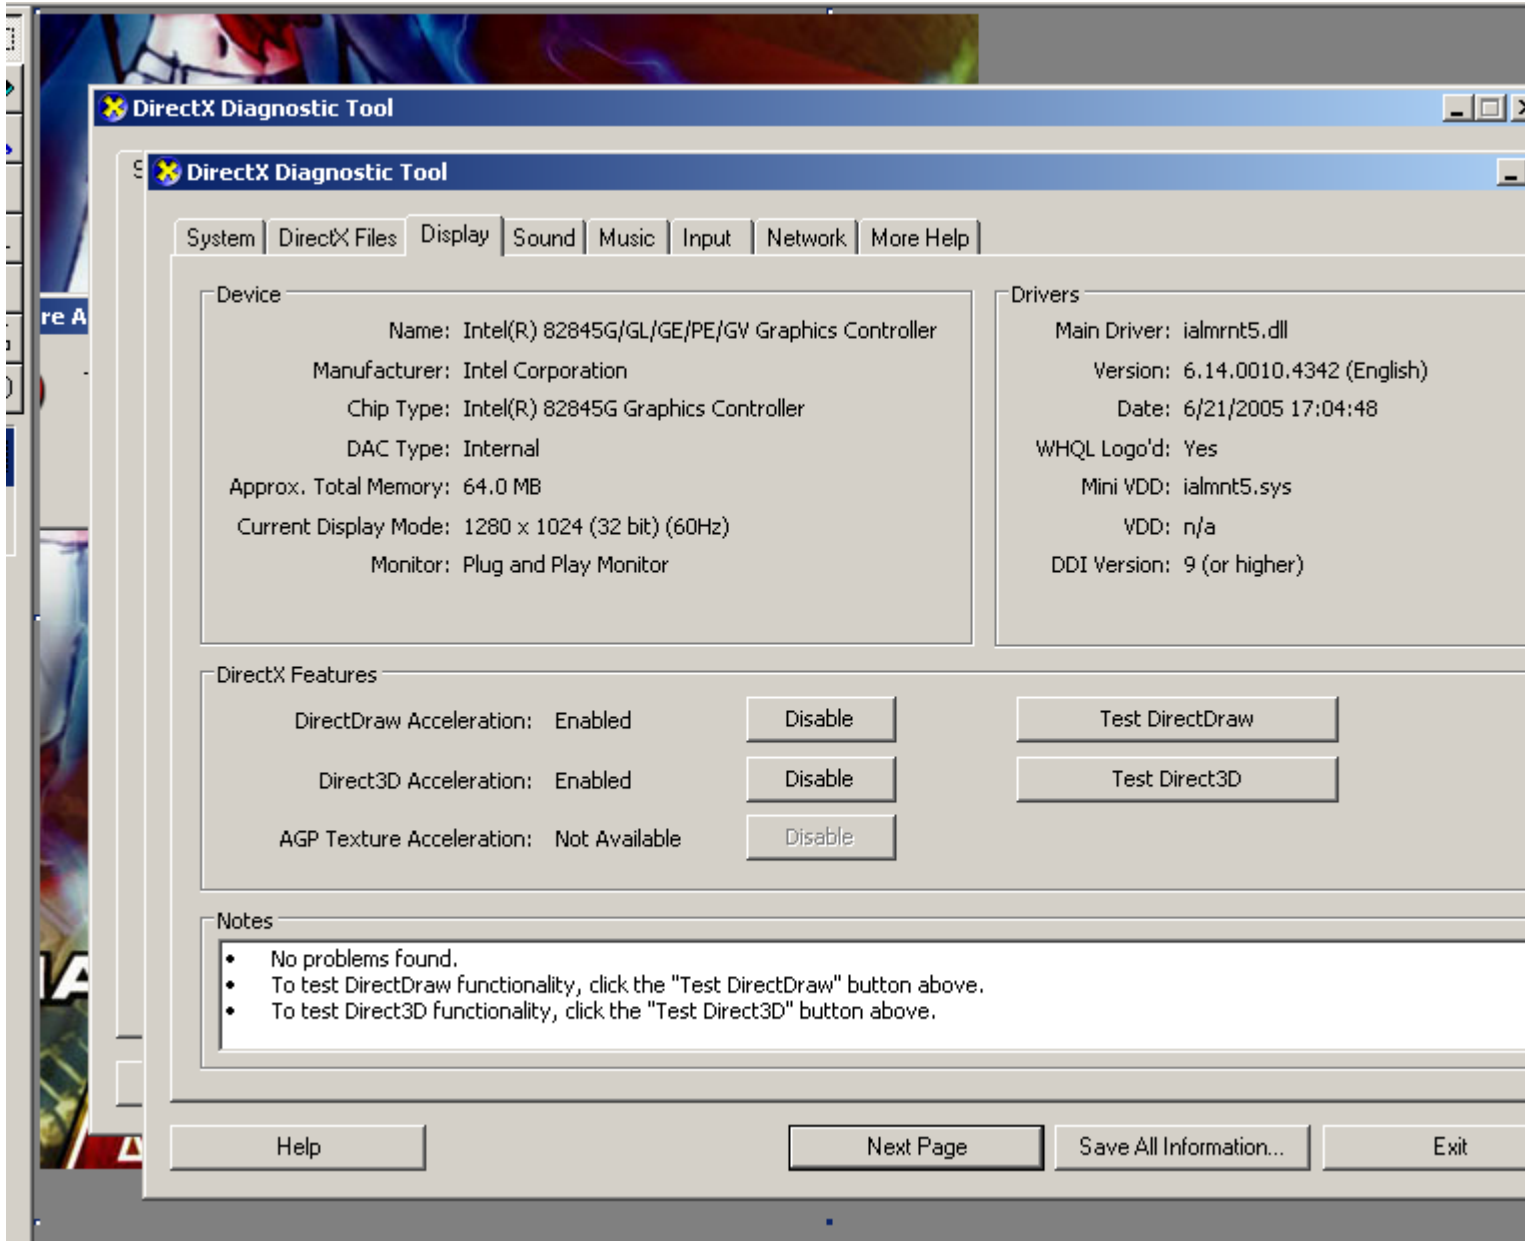 DirectX Diagnostic Tool
DirectX Diagnostic Tool
System
DirectX Files
Display
Sound
Music
Input
Network
More Help
re A
Device
Name: Intel(R) 82845G/GL/GE/PE/GV Graphics Controller
Manufacturer: Intel Corporation
Chip Type: Intel(R) 82845G Graphics Controller
DAC Type: Internal
Approx. Total Memory: 64.0 MB
Current Display Mode: 1280 x 1024 (32 bit) (60Hz)
Monitor: Plug and Play Monitor
Drivers
Main Driver: ialmrnt5.dll
Version: 6.14.0010.4342 (English)
Date: 6/21/2005 17:04:48
WHQL Logo'd: Yes
Mini VDD: ialmnt5.sys
VDD: n/a
DDI Version: 9 (or higher)
DirectX Features
DirectDraw Acceleration: Enabled Disable Test DirectDraw
Direct3D Acceleration: Enabled Disable Test Direct3D
AGP Texture Acceleration: Not Available Disable
Notes
• No problems found.
• To test DirectDraw functionality, click the "Test DirectDraw" button above.
• To test Direct3D functionality, click the "Test Direct3D" button above.
Help
Next Page
Save All Information...
Exit